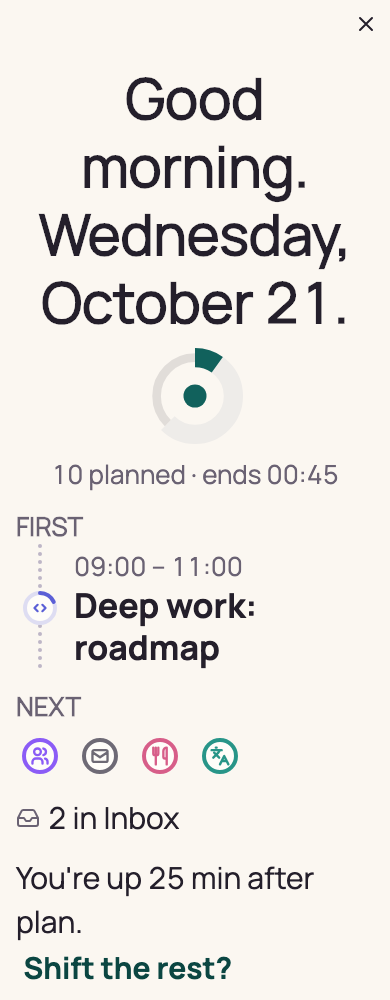 Good
morning.
Wednesday,
October 21.
10 planned · ends 00:45
FIRST
09:00 – 11:00
Deep work:
roadmap
NEXT
2 in Inbox
You're up 25 min after
plan.
Shift the rest?